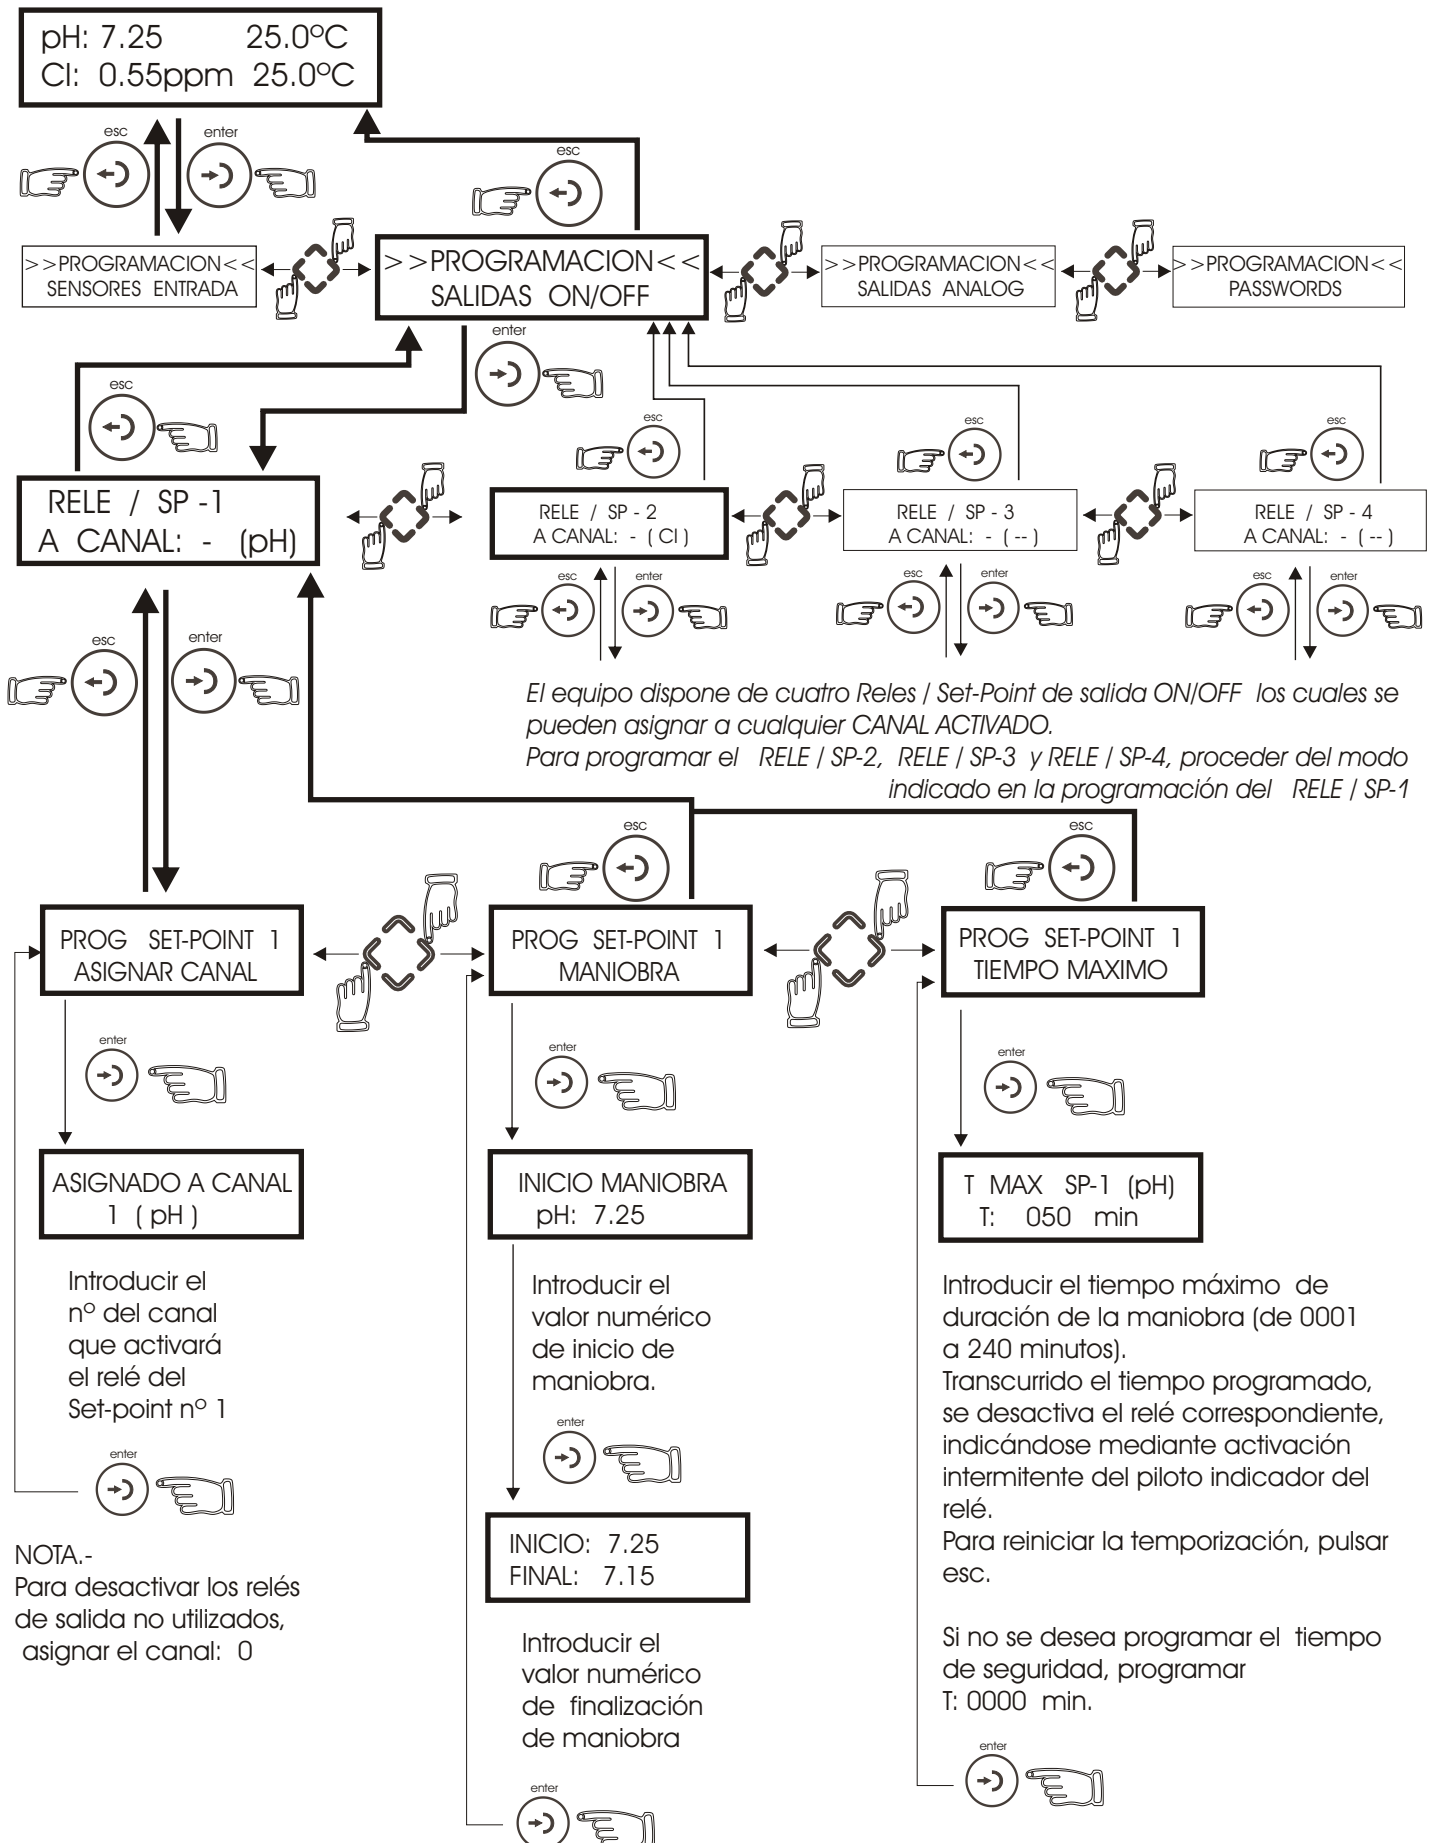 pH: 7.25 25.0ºC
Cl: 0.55ppm 25.0ºC
esc
enter
esc
>>PROGRAMACION<<
SENSORES ENTRADA
>>PROGRAMACION<<
SALIDAS ON/OFF
>>PROGRAMACION<<
SALIDAS ANALOG
>>PROGRAMACION<<
PASSWORDS
enter
esc
esc
esc
esc
RELE / SP -1
A CANAL: - (pH)
RELE / SP - 2
A CANAL: - ( Cl )
RELE / SP - 3
A CANAL: - ( -- )
RELE / SP - 4
A CANAL: - ( -- )
esc
enter
esc
enter
esc
enter
esc
enter
El equipo dispone de cuatro Reles / Set-Point de salida ON/OFF los cuales se
pueden asignar a cualquier CANAL ACTIVADO.
Para programar el RELE / SP-2, RELE / SP-3 y RELE / SP-4, proceder del modo
indicado en la programación del RELE / SP-1
esc
esc
PROG SET-POINT 1
ASIGNAR CANAL
PROG SET-POINT 1
MANIOBRA
PROG SET-POINT 1
TIEMPO MAXIMO
enter
enter
enter
ASIGNADO A CANAL
1 ( pH )
INICIO MANIOBRA
pH: 7.25
T MAX SP-1 (pH)
T: 050 min
Introducir el
nº del canal
que activará
el relé del
Set-point nº 1
enter
NOTA.-
Para desactivar los relés
de salida no utilizados,
asignar el canal: 0
Introducir el
valor numérico
de inicio de
maniobra.
enter
INICIO: 7.25
FINAL: 7.15
Introducir el
valor numérico
de finalización
de maniobra
enter
Introducir el tiempo máximo de
duración de la maniobra (de 0001
a 240 minutos).
Transcurrido el tiempo programado,
se desactiva el relé correspondiente,
indicándose mediante activación
intermitente del piloto indicador del
relé.
Para reiniciar la temporización, pulsar
esc.
Si no se desea programar el tiempo
de seguridad, programar
T: 0000 min.
enter